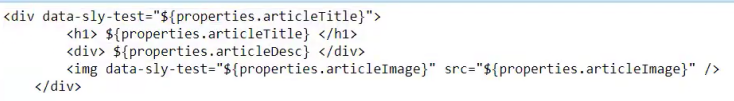 <div data-sly-test="${properties.articleTitle}">
<h1> ${properties.articleTitle} </h1>
<div> ${properties.articleDesc} </div>
<img data-sly-test="${properties.articleImage}" src="${properties.articleImage}" />
</div>